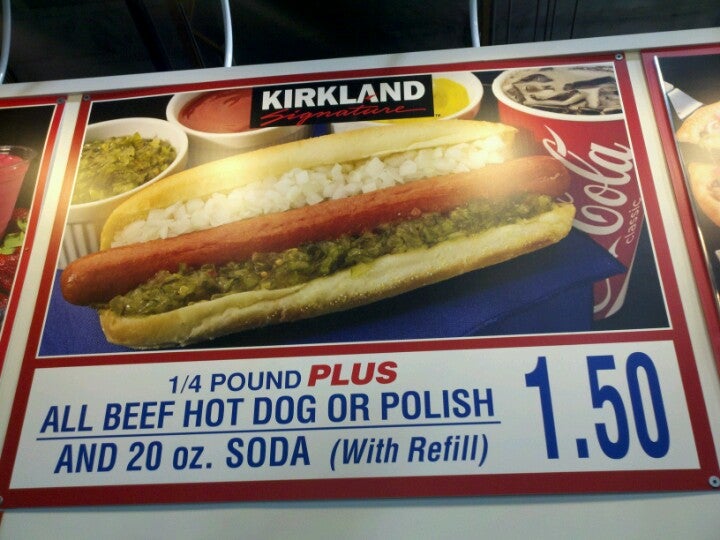 KIRKLAND
Signature
Cola
classic
1/4 POUND PLUS
ALL BEEF HOT DOG OR POLISH
AND 20 oz. SODA (With Refill)
1.50